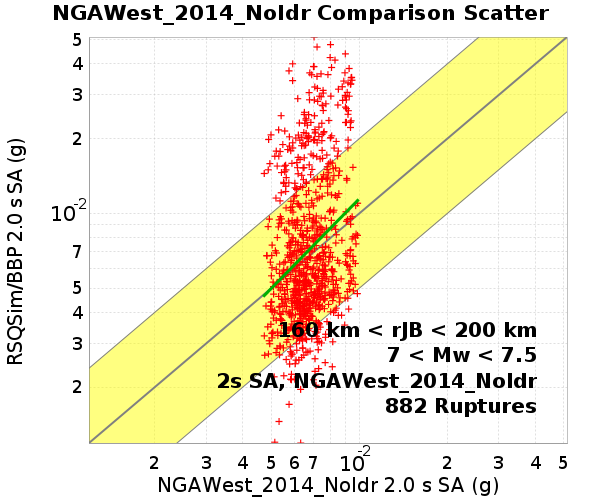 NGAWest_2014_NoIdr Comparison Scatter
RSQSim/BBP 2.0 s SA (g)
5
4
3
2
10-2
7
5
4
3
2
160 km < rJB < 200 km
7 < Mw < 7.5
2s SA, NGAWest_2014_NoIdr
882 Ruptures
2 3 4 5 6 7 10-2 2 3 4 5
NGAWest_2014_NoIdr 2.0 s SA (g)